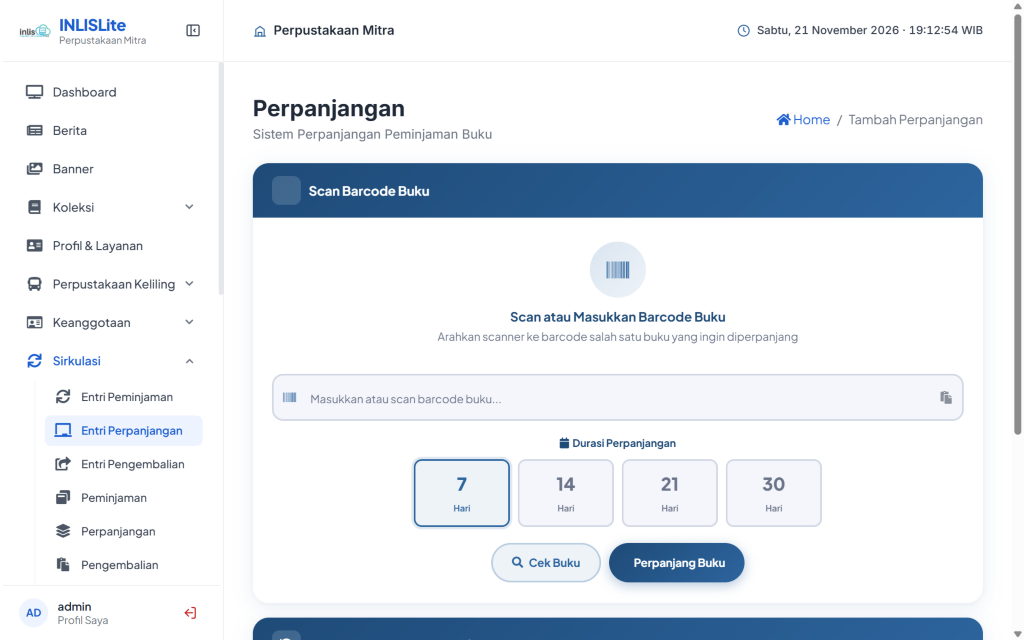 inlis
INLISLite
Perpustakaan Mitra
Perpustakaan Mitra
Sabtu, 21 November 2026 · 19:12:54 WIB
Dashboard
Berita
Banner
Koleksi
Profil & Layanan
Perpustakaan Keliling
Keanggotaan
Sirkulasi
Entri Peminjaman
Entri Perpanjangan
Entri Pengembalian
Peminjaman
Perpanjangan
Pengembalian
AD
admin
Profil Saya
Perpanjangan
Sistem Perpanjangan Peminjaman Buku
Home / Tambah Perpanjangan
Scan Barcode Buku
Scan atau Masukkan Barcode Buku
Arahkan scanner ke barcode salah satu buku yang ingin diperpanjang
Masukkan atau scan barcode buku...
Durasi Perpanjangan
7 14 21 30
Hari Hari Hari Hari
Cek Buku Perpanjang Buku